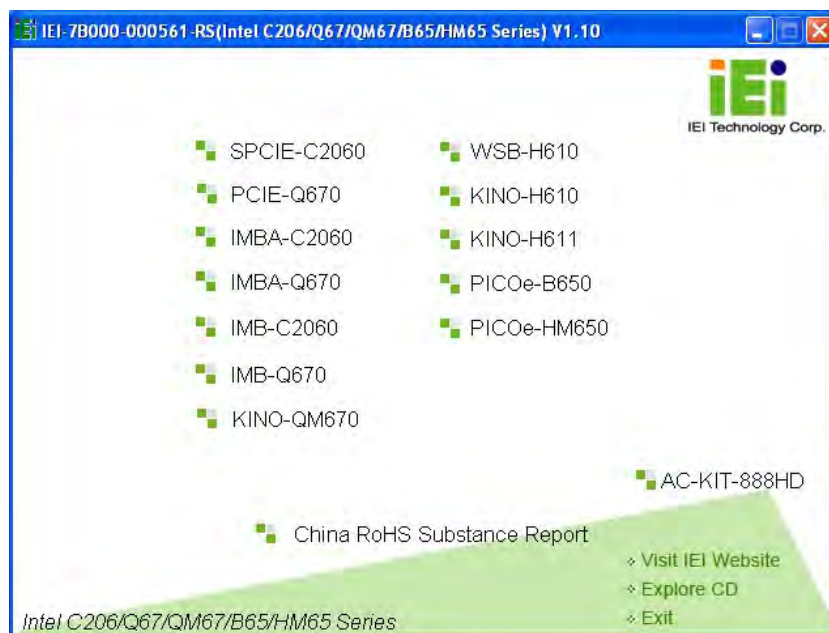 IEI-7B000-000561-RS(Intel C206/Q67/QM67/B65/HM65 Series) V1.10
iEi
IEI Technology Corp.
SPCIE-C2060
PCIE-Q670
IMBA-C2060
IMBA-Q670
IMB-C2060
IMB-Q670
KINO-QM670
WSB-H610
KINO-H610
KINO-H611
PICOe-B650
PICOe-HM650
AC-KIT-888HD
China RoHS Substance Report
Visit IEI Website
Explore CD
Exit
Intel C206/Q67/QM67/B65/HM65 Series